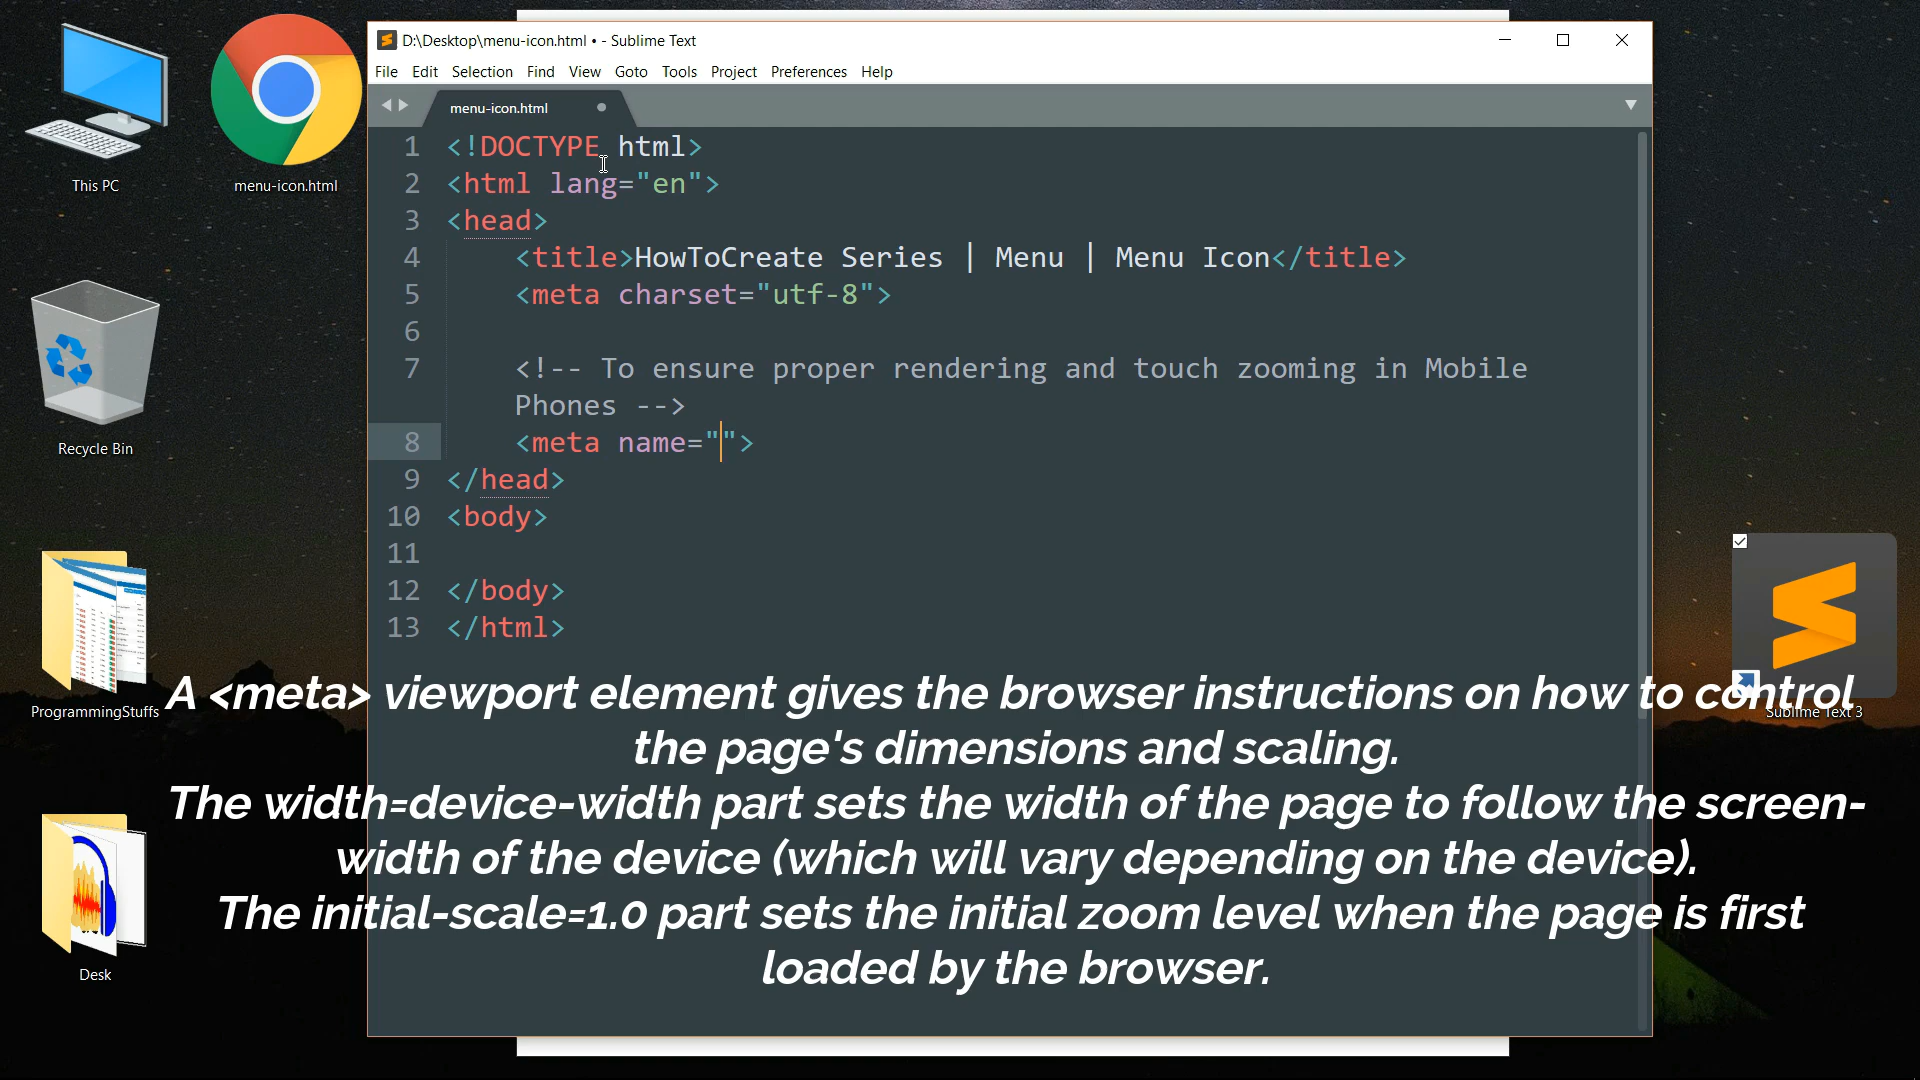 D:\Desktop\menu-icon.html • - Sublime Text
File Edit Selection Find View Goto Tools Project Preferences Help
menu-icon.html
1 <!DOCTYPE html>
2 <html lang="en">
3 <head>
4 <title>HowToCreate Series | Menu | Menu Icon</title>
5 <meta charset="utf-8">
6
7 <!-- To ensure proper rendering and touch zooming in Mobile
Phones -->
8 <meta name="">
9 </head>
10 <body>
11
12 </body>
13 </html>
This PC
menu-icon.html
Recycle Bin
ProgrammingStuffs
Desk
Sublime Text 3
A <meta> viewport element gives the browser instructions on how to control
the page's dimensions and scaling.
The width=device-width part sets the width of the page to follow the screen-
width of the device (which will vary depending on the device).
The initial-scale=1.0 part sets the initial zoom level when the page is first
loaded by the browser.